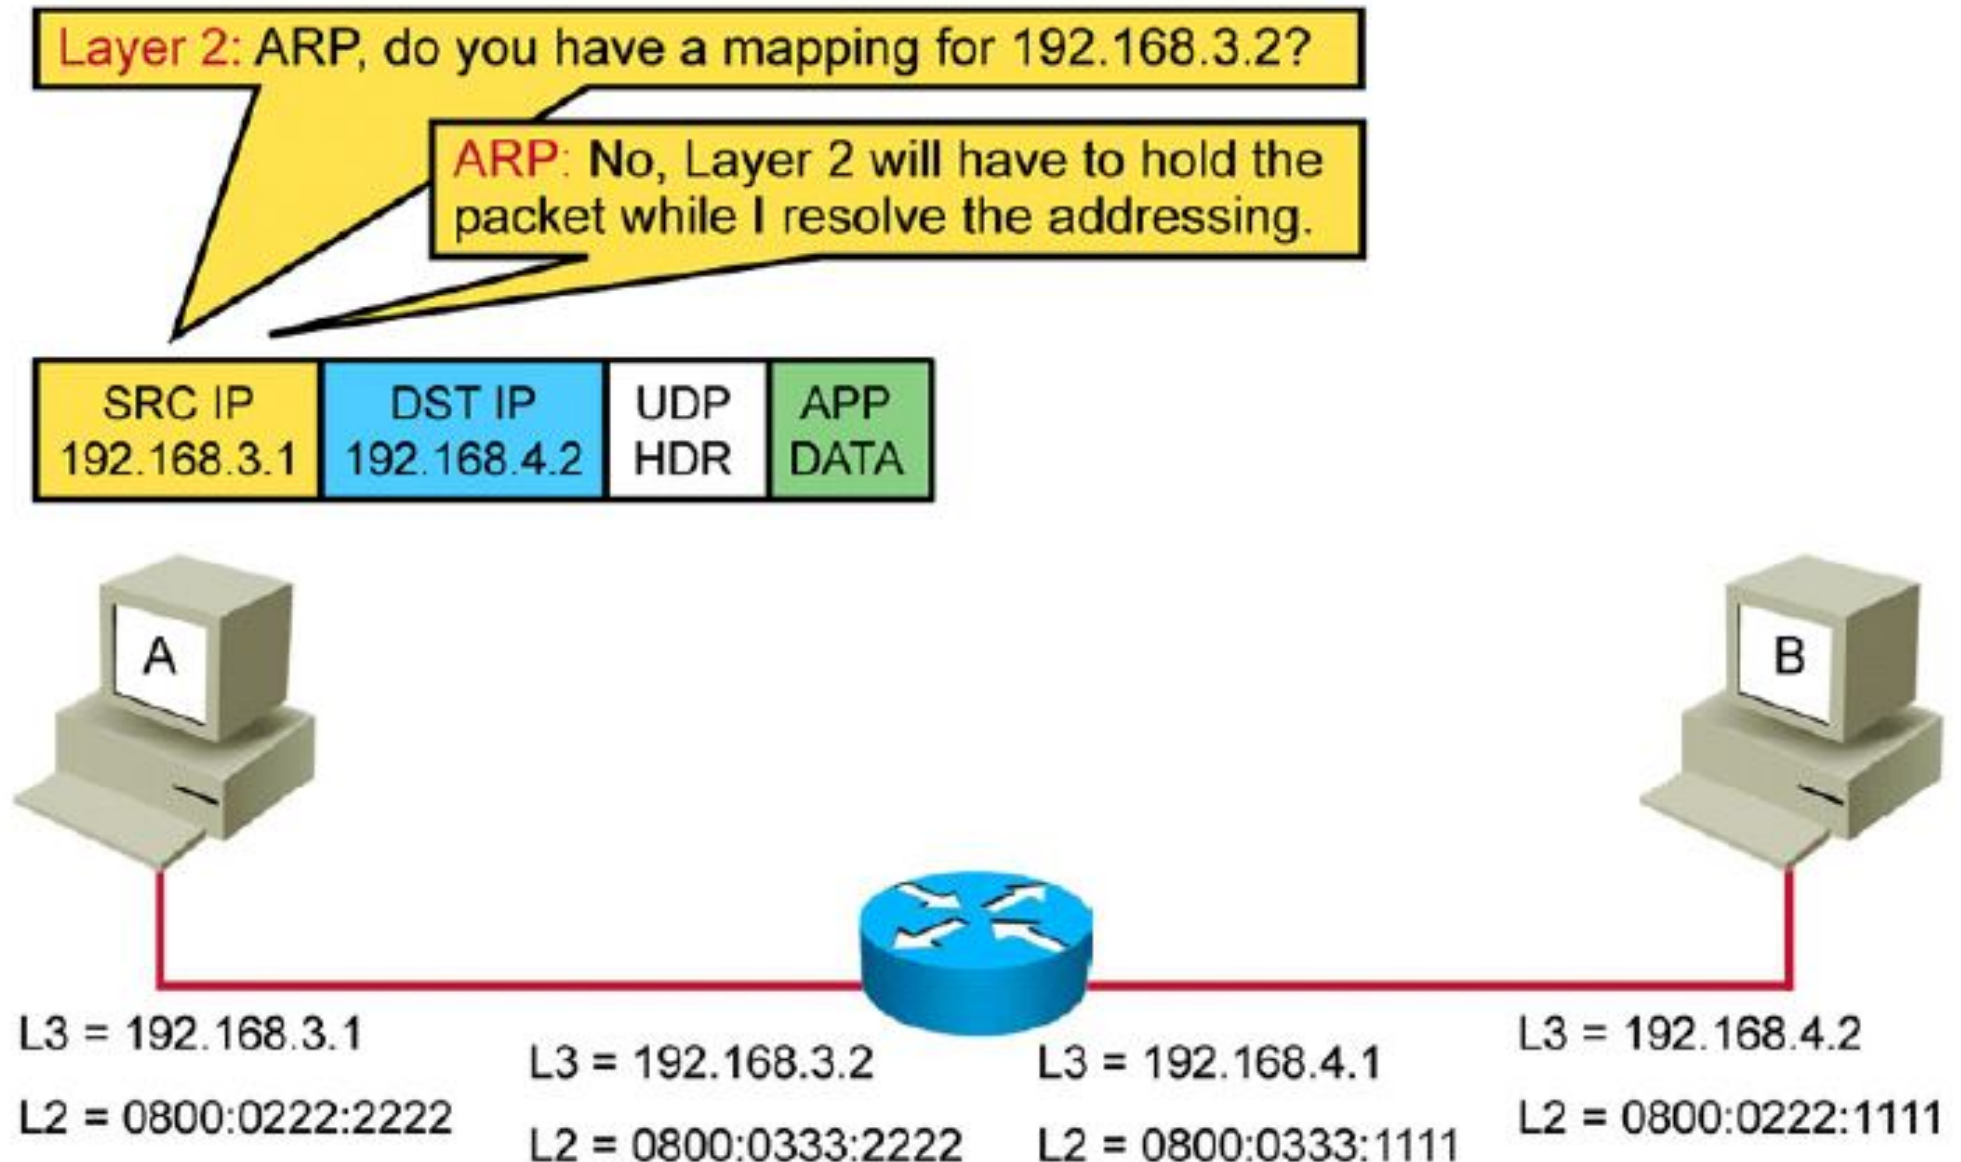 Layer 2: ARP, do you have a mapping for 192.168.3.2?
ARP: No, Layer 2 will have to hold the
packet while I resolve the addressing.
SRC IP
192.168.3.1
DST IP
192.168.4.2
UDP
HDR
APP
DATA
A
B
L3 = 192.168.3.1
L2 = 0800:0222:2222
L3 = 192.168.3.2
L2 = 0800:0333:2222
L3 = 192.168.4.1
L2 = 0800:0333:1111
L3 = 192.168.4.2
L2 = 0800:0222:1111